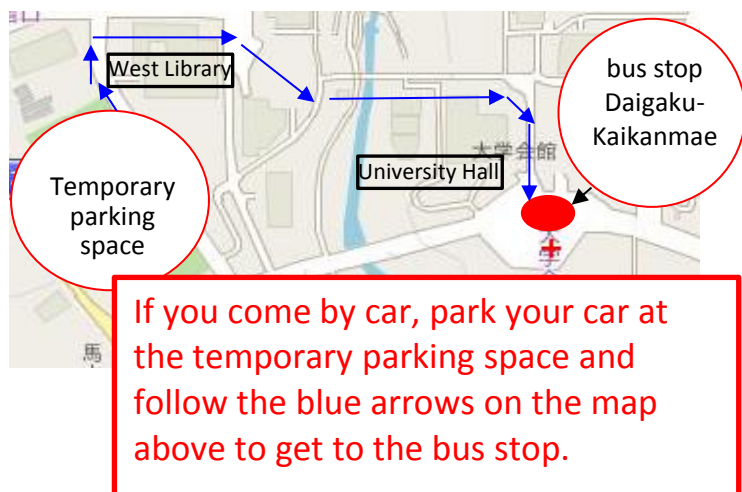 West Library
bus stop
Daigaku-
Kaikanmae
大学会館
University Hall
Temporary
parking
space
If you come by car, park your car at
the temporary parking space and
follow the blue arrows on the map
above to get to the bus stop.
馬